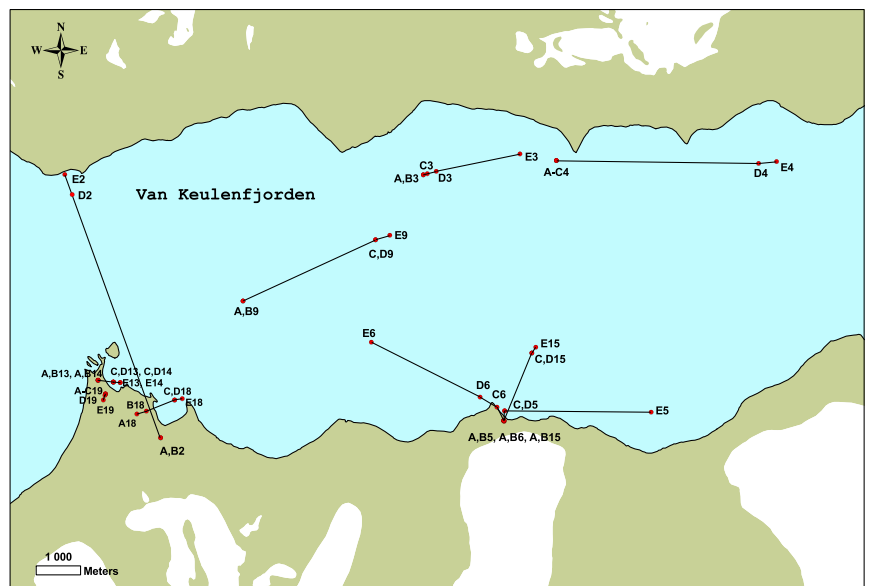 N
W E
S
E2
D2
Van Keulenfjorden
C3
A,B3
D3
E3
A-C4
D4
E4
E9
C,D9
A,B9
E6
E15
C,D15
A,B13, A,B14
C,D13, C,D14
E13, E14
A-C19
D19
E19
C,D18
E18
B18
A18
D6
C6
C,D5
E5
A,B5, A,B6, A,B15
A,B2
1 000
Meters